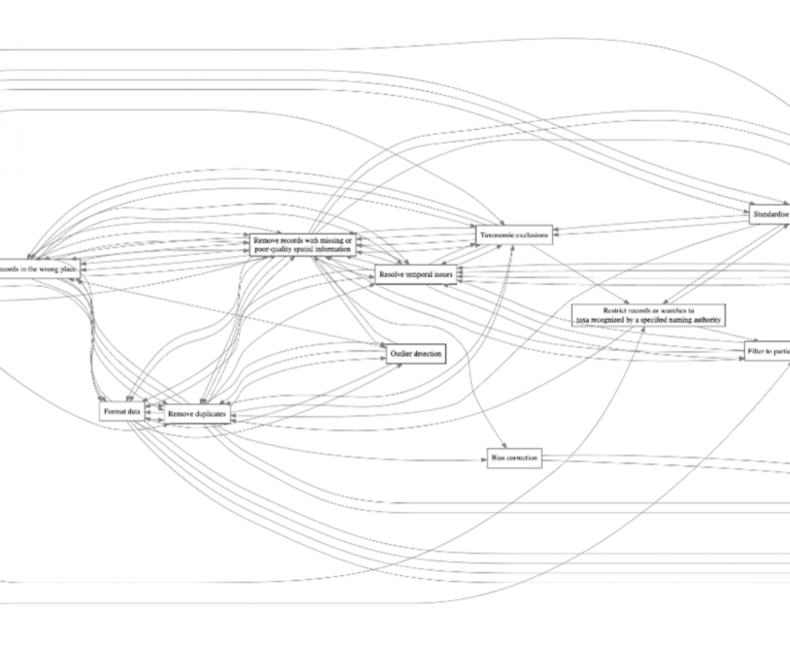 Standardise
Taxonomic exclusions
Remove records with missing or
poor-quality spatial information
records in the wrong place
Resolve temporal issues
Restrict records or searches to
taxa recognized by a specified naming authority
Outlier detection
Filter to partic
Format data
Remove duplicates
Bias correction